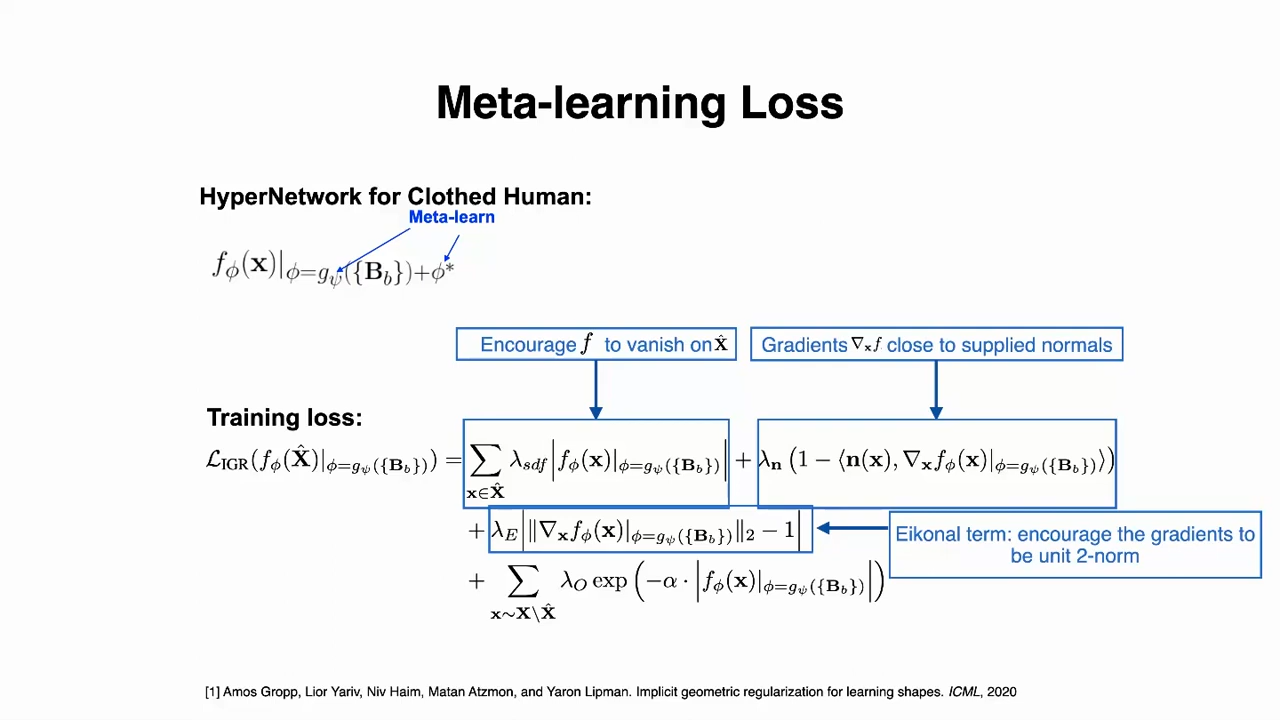 Meta-learning Loss
HyperNetwork for Clothed Human:
Meta-learn
f_ϕ(𝐱)|_{ϕ=g_ψ({𝐁_b})+ϕ*}
Encourage f to vanish on 𝐱̂
Gradients ∇_𝐱 f close to supplied normals
Training loss:
ℒ_IGR(f_ϕ(𝐗̂)|_{ϕ=g_ψ({𝐁_b})}) = ∑_{𝐱∈𝐗̂} λ_sdf |f_ϕ(𝐱)|_{ϕ=g_ψ({𝐁_b})}| + λ_𝐧 (1 − ⟨𝐧(𝐱), ∇_𝐱 f_ϕ(𝐱)|_{ϕ=g_ψ({𝐁_b})}⟩)
+ λ_E |‖∇_𝐱 f_ϕ(𝐱)|_{ϕ=g_ψ({𝐁_b})}‖_2 − 1|
Eikonal term: encourage the gradients to
be unit 2-norm
+ ∑_{𝐱∼𝐗\𝐗̂} λ_O exp (−α · |f_ϕ(𝐱)|_{ϕ=g_ψ({𝐁_b})}|)
[1] Amos Gropp, Lior Yariv, Niv Haim, Matan Atzmon, and Yaron Lipman. Implicit geometric regularization for learning shapes. ICML, 2020